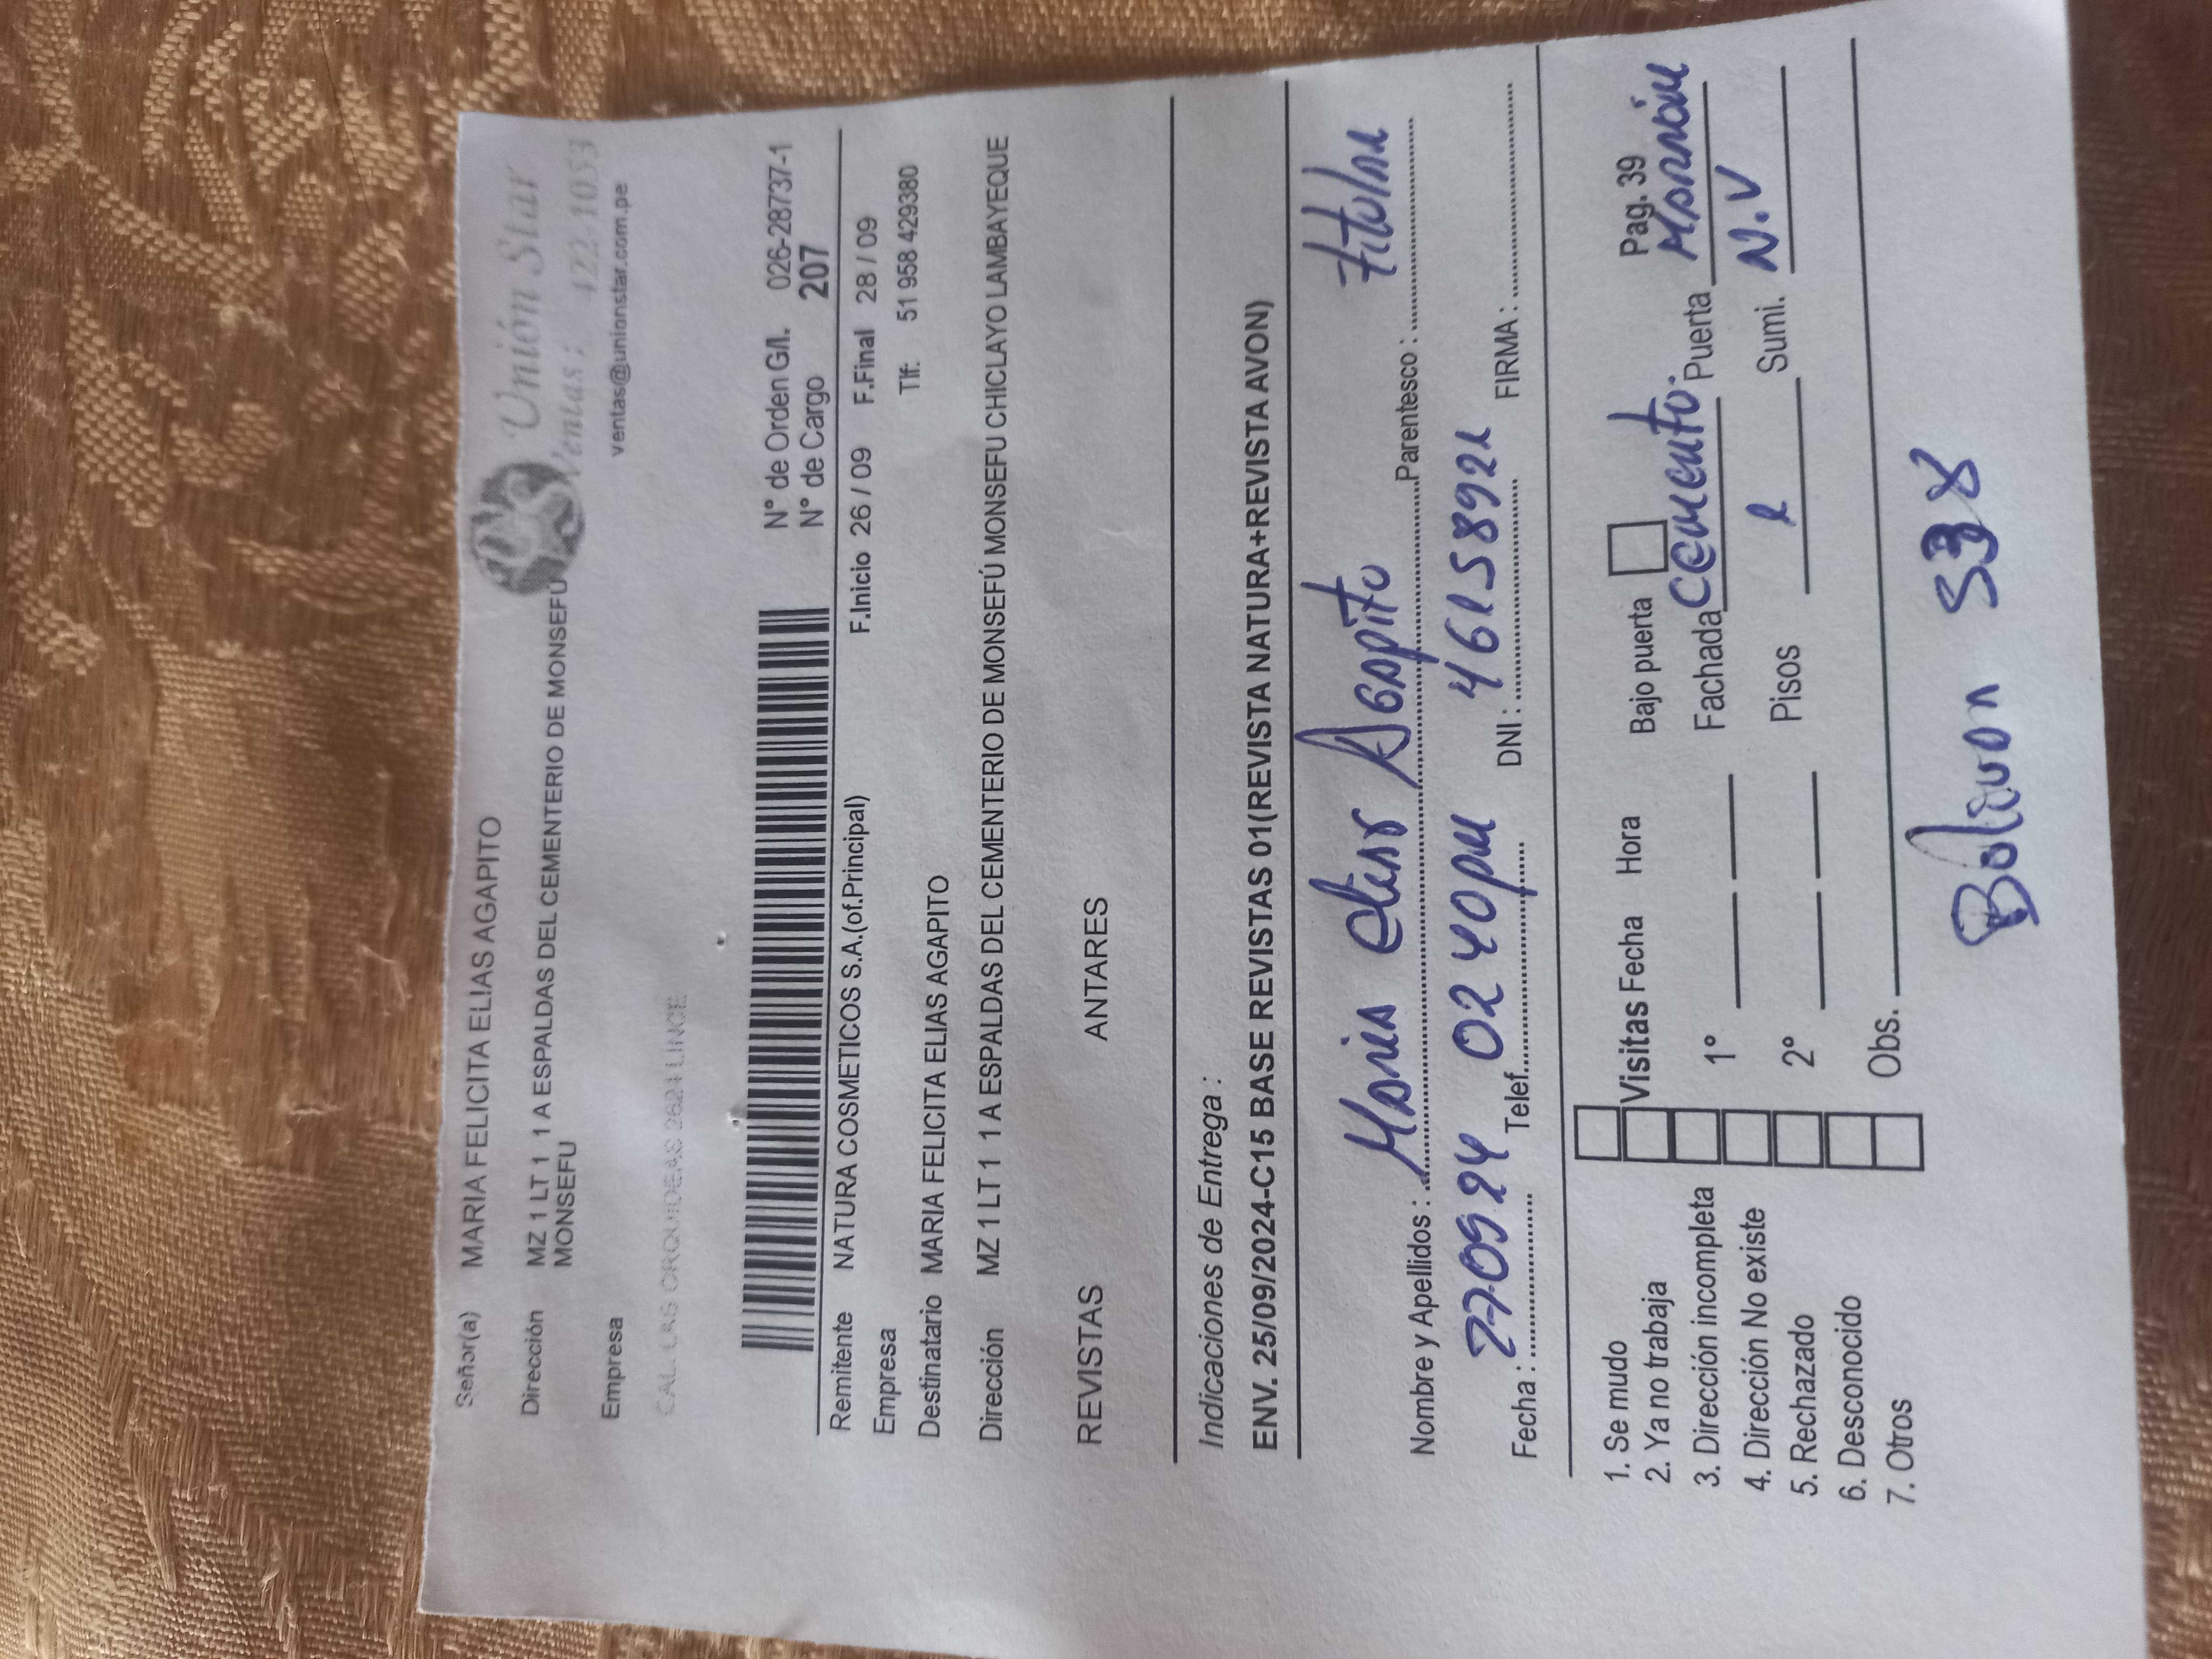 Señor(a) MARIA FELICITA ELIAS AGAPITO
Unión Star
Ventas : 422-1053
ventas@unionstar.com.pe
Dirección MZ 1 LT 1 1 A ESPALDAS DEL CEMENTERIO DE MONSEFÚ
MONSEFU
Empresa
CAL. LAS ORQUIDEAS 2624 LINCE
N° de Orden G/I. 026-28737-1
N° de Cargo 207
Remitente NATURA COSMETICOS S.A.(of.Principal) F.Inicio 26 / 09 F.Final 28 / 09
Empresa Tlf: 51 958 429380
Destinatario MARIA FELICITA ELIAS AGAPITO
Dirección MZ 1 LT 1 1 A ESPALDAS DEL CEMENTERIO DE MONSEFÚ MONSEFU CHICLAYO LAMBAYEQUE
REVISTAS ANTARES
Indicaciones de Entrega :
ENV. 25/09/2024-C15 BASE REVISTAS 01(REVISTA NATURA+REVISTA AVON)
Nombre y Apellidos : Maria Elias Agapito Parentesco : titular
Fecha : 270924 Telef. 02 40pm DNI : 46158921 FIRMA :
1. Se mudo Visitas Fecha Hora Bajo puerta Pag. 39
2. Ya no trabaja
3. Dirección incompleta 1° Fachada Cemento. Puerta Marrón
4. Dirección No existe
5. Rechazado 2° Pisos 1 Sumi. N.V
6. Desconocido
7. Otros Obs.
Bolívar 538